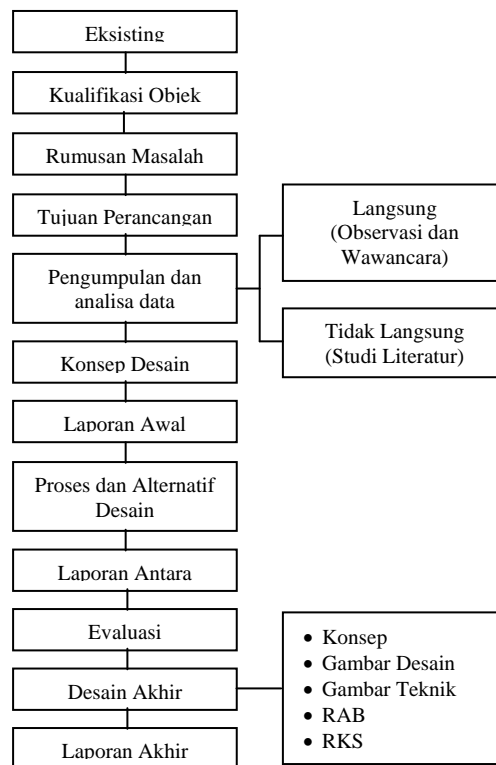 Eksisting
Kualifikasi Objek
Rumusan Masalah
Tujuan Perancangan
Pengumpulan dan
analisa data
Langsung
(Observasi dan
Wawancara)
Tidak Langsung
(Studi Literatur)
Konsep Desain
Laporan Awal
Proses dan Alternatif
Desain
Laporan Antara
Evaluasi
Desain Akhir
• Konsep
• Gambar Desain
• Gambar Teknik
• RAB
• RKS
Laporan Akhir